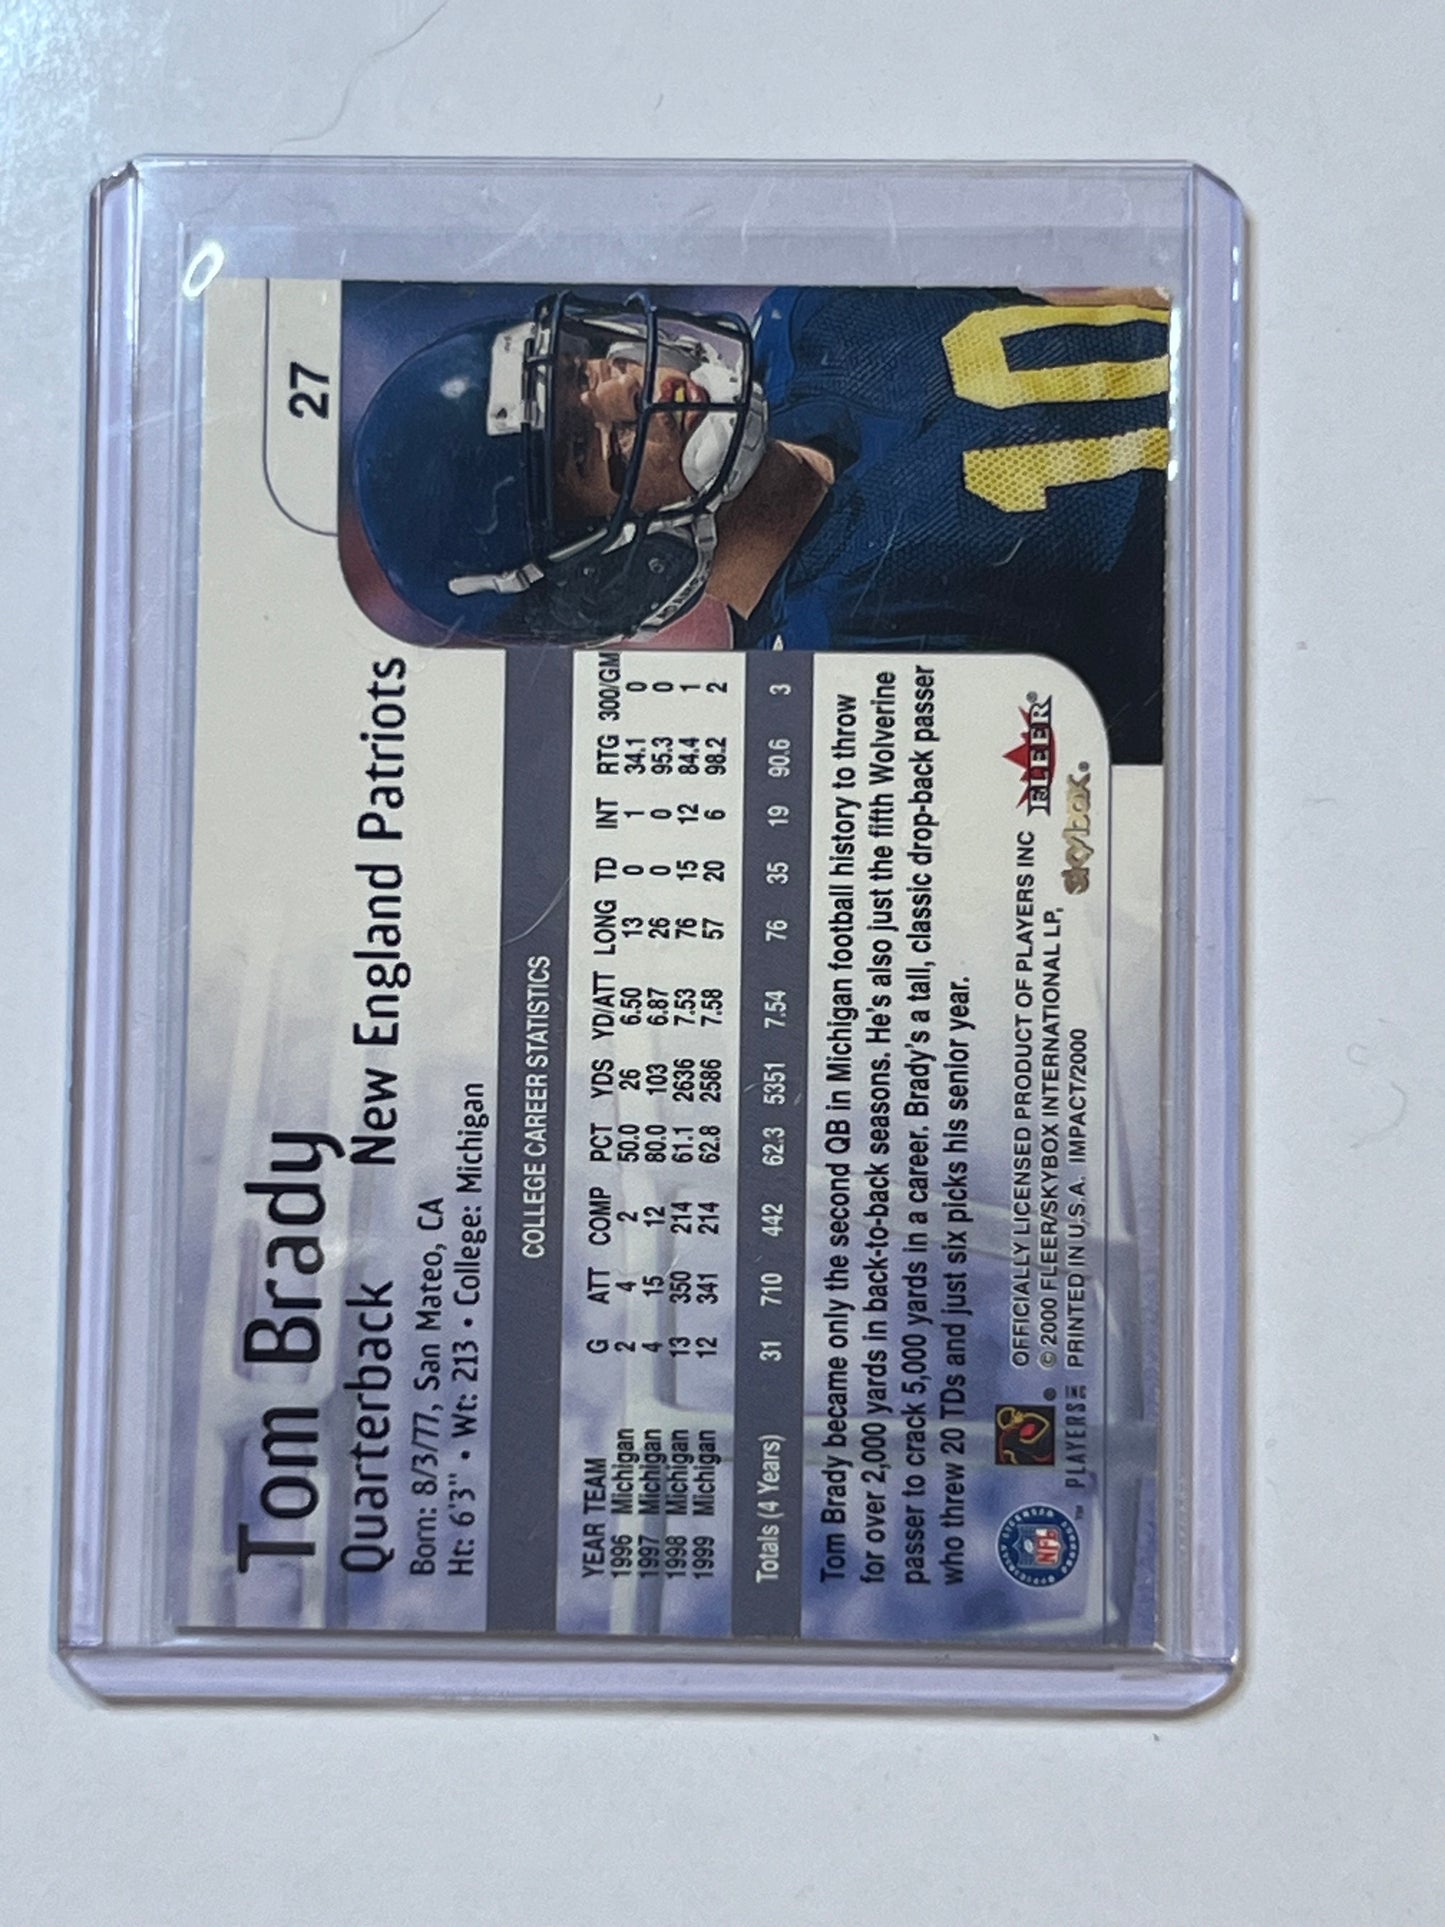 27
Tom Brady
Quarterback New England Patriots
Born: 8/3/77, San Mateo, CA
Ht: 6'3" • Wt: 213 • College: Michigan
COLLEGE CAREER STATISTICS
YEAR TEAM G ATT COMP PCT YDS YD/ATT LONG TD INT RTG 300/GM
1996 Michigan 2 4 2 50.0 26 6.50 13 0 1 34.1 0
1997 Michigan 4 15 12 80.0 103 6.87 26 0 0 95.3 0
1998 Michigan 13 350 214 61.1 2636 7.53 76 15 12 84.4 1
1999 Michigan 12 341 214 62.8 2586 7.58 57 20 6 98.2 2
Totals (4 Years) 31 710 442 62.3 5351 7.54 76 35 19 90.6 3
Tom Brady became only the second QB in Michigan football history to throw
for over 2,000 yards in back-to-back seasons. He's also just the fifth Wolverine
passer to crack 5,000 yards in a career. Brady's a tall, classic drop-back passer
who threw 20 TDs and just six picks his senior year.
OFFICIALLY LICENSED PRODUCT OF PLAYERS INC
© 2000 FLEER/SKYBOX INTERNATIONAL LP,
PRINTED IN U.S.A. IMPACT/2000
FLEER®
skybox®
PLAYERS INC
NFL
10